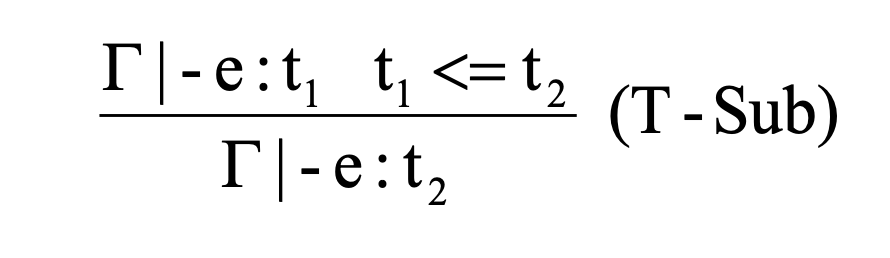 Γ |- e : t₁   t₁ <= t₂ (T-Sub)
Γ |- e : t₂